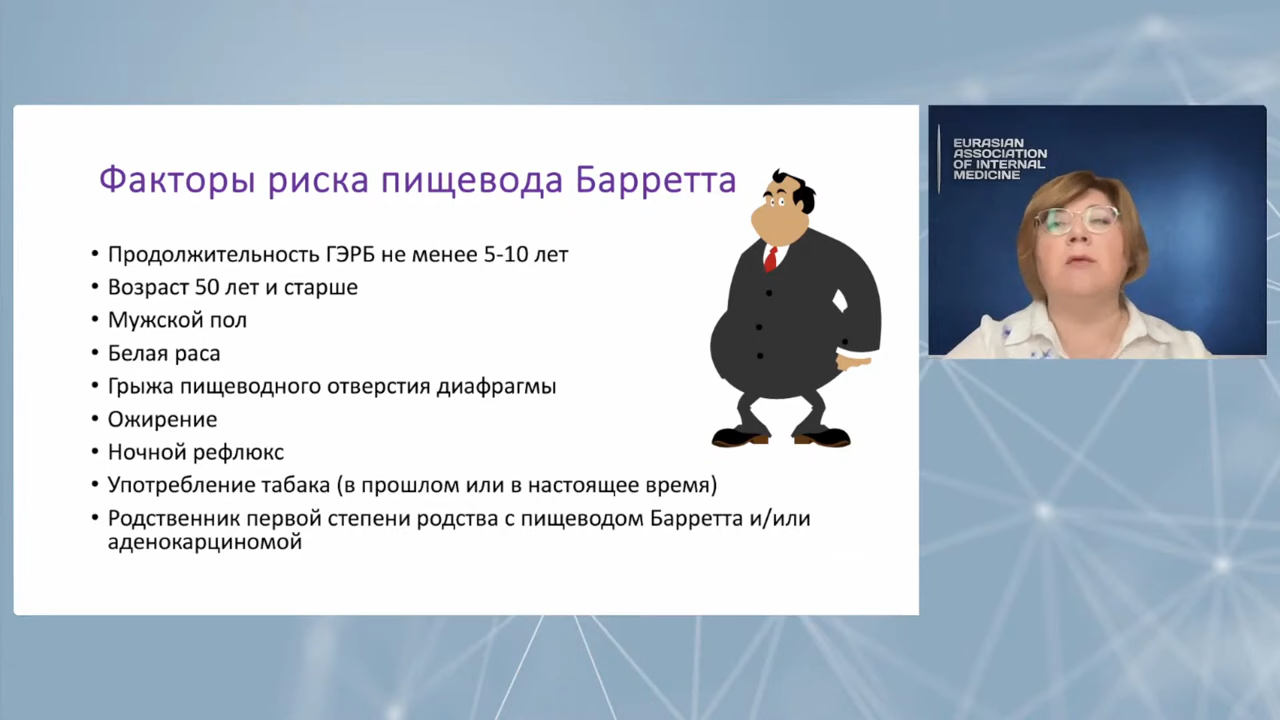 Факторы риска пищевода Барретта
• Продолжительность ГЭРБ не менее 5-10 лет
• Возраст 50 лет и старше
• Мужской пол
• Белая раса
• Грыжа пищеводного отверстия диафрагмы
• Ожирение
• Ночной рефлюкс
• Употребление табака (в прошлом или в настоящее время)
• Родственник первой степени родства с пищеводом Барретта и/или
аденокарциномой
EURASIAN
ASSOCIATION
OF INTERNAL
MEDICINE